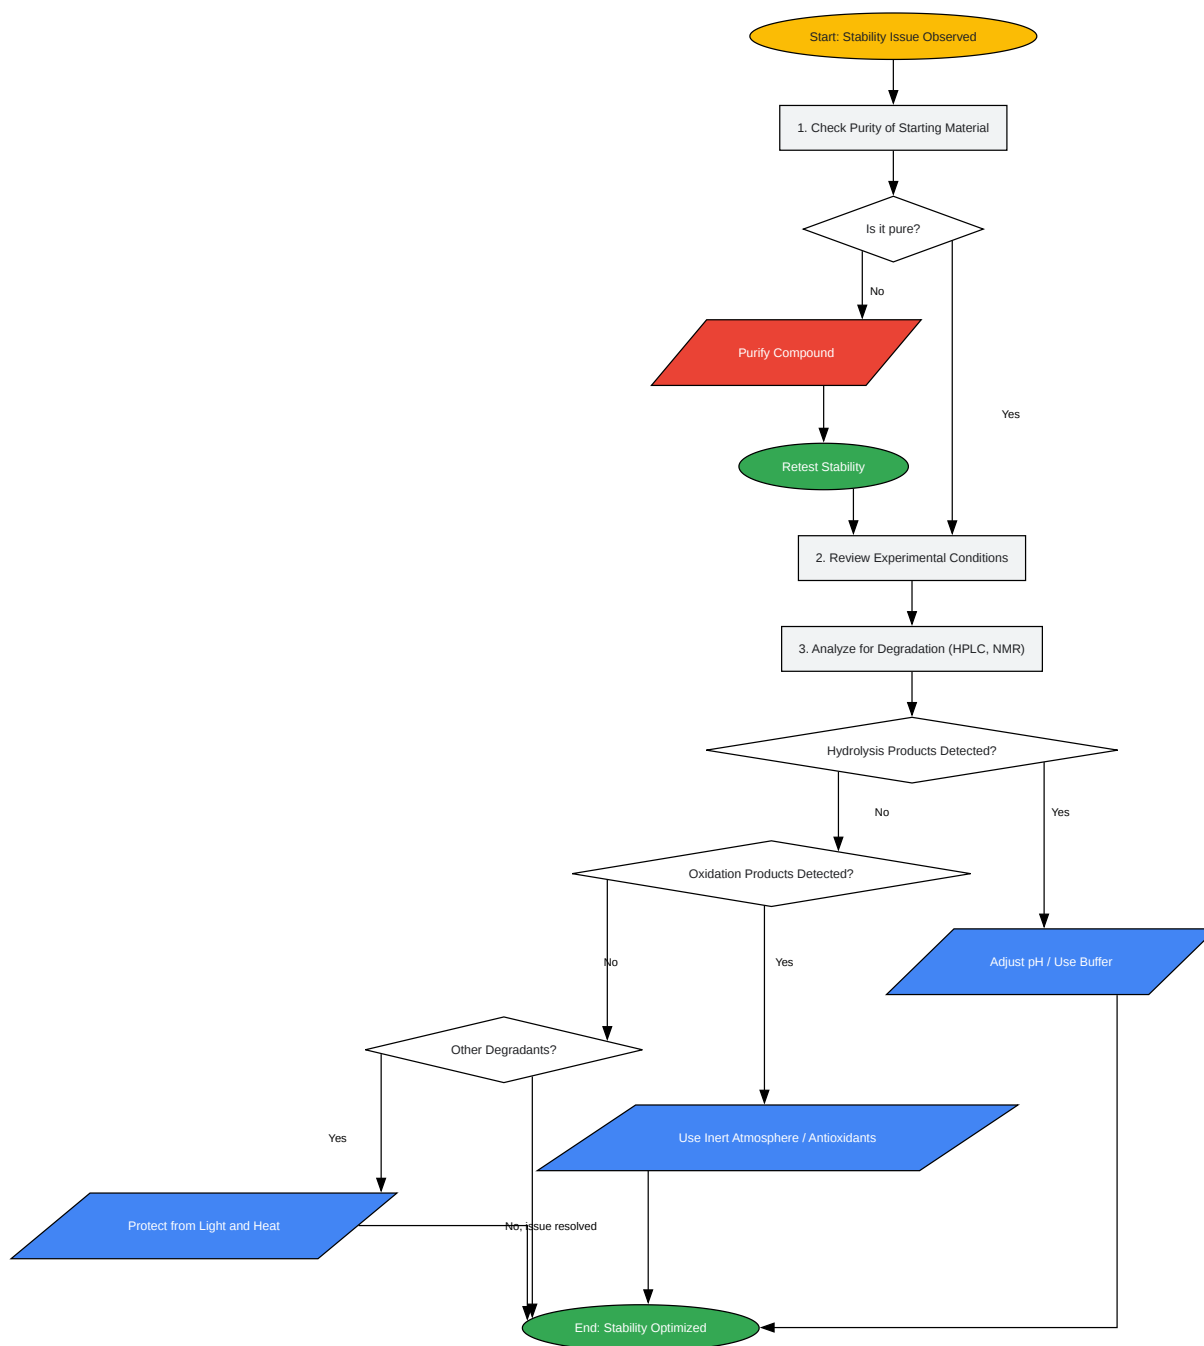 Start: Stability Issue Observed
1. Check Purity of Starting Material
Is it pure?
No
Purify Compound
Yes
Retest Stability
2. Review Experimental Conditions
3. Analyze for Degradation (HPLC, NMR)
Hydrolysis Products Detected?
No
Yes
Oxidation Products Detected?
No
Yes
Adjust pH / Use Buffer
Other Degradants?
Yes
Use Inert Atmosphere / Antioxidants
Protect from Light and Heat
No, issue resolved
End: Stability Optimized